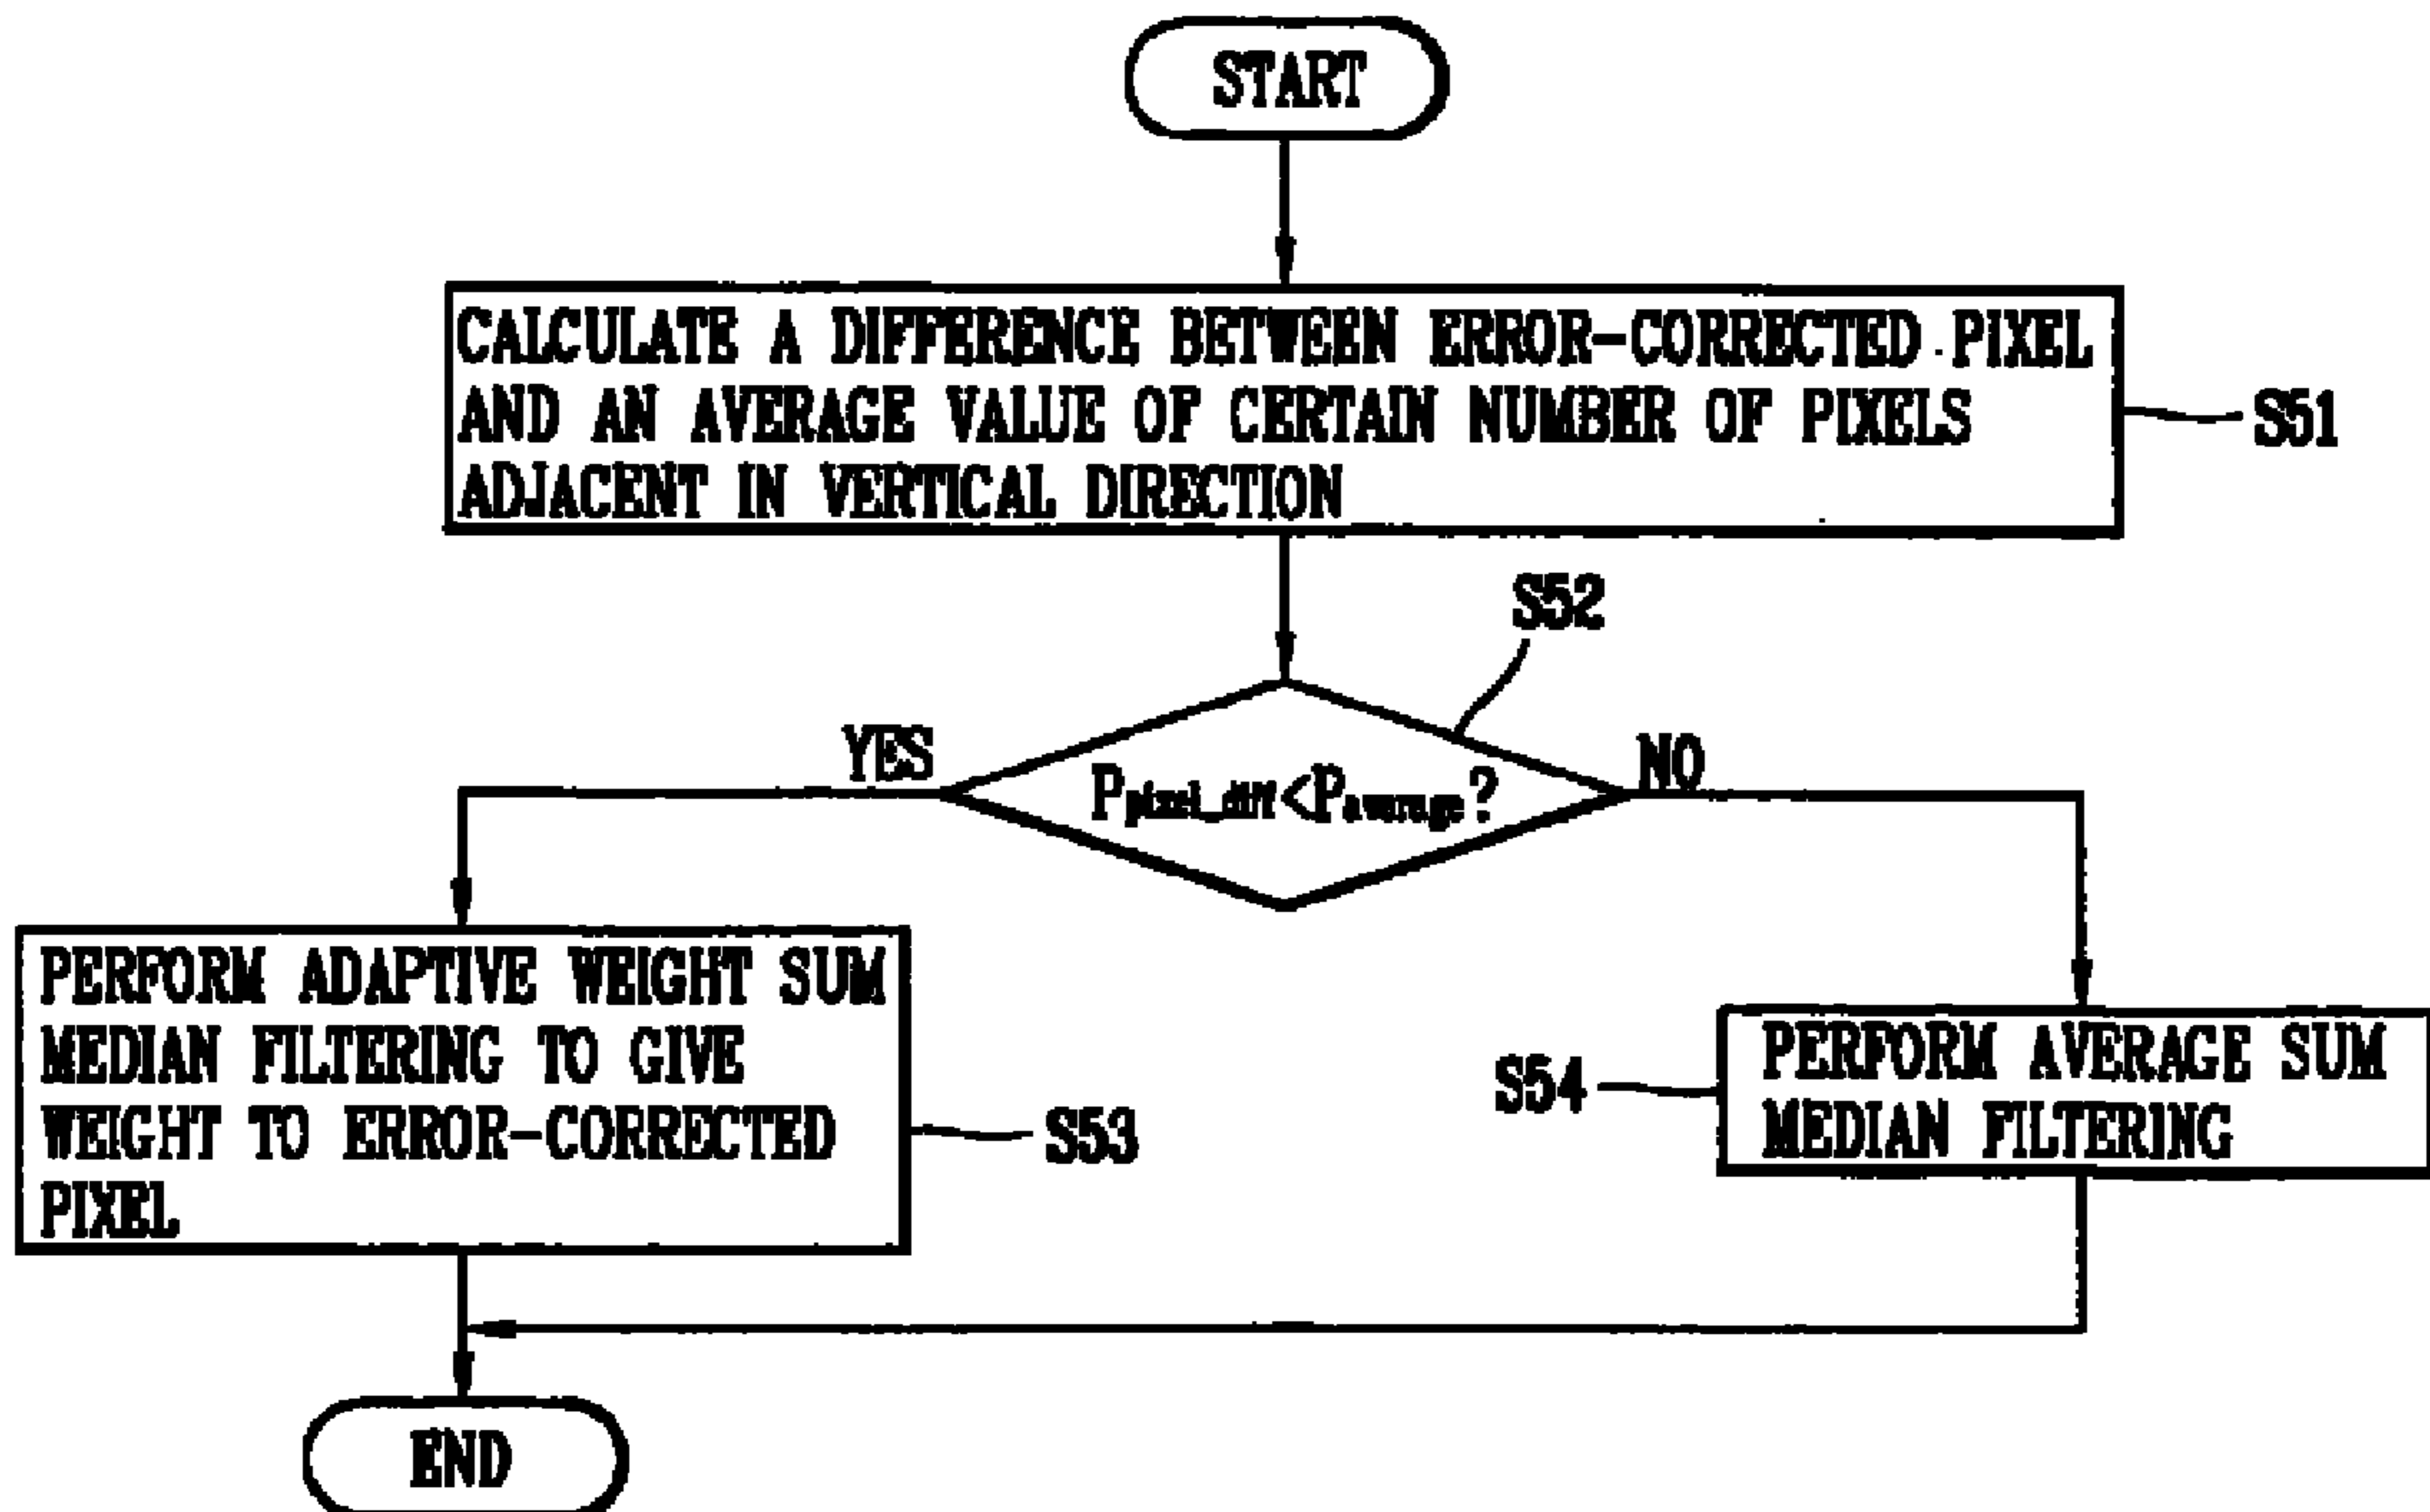 START
CALCULATE A DIFFERENCE BETWEEN ERROR-CORRECTED PIXEL
AND AN AVERAGE VALUE OF CERTAIN NUMBER OF PIXELS
ADJACENT IN VERTICAL DIRECTION
S51
S52
YES
NO
Ppixel_diff<Paverage?
PERFORM ADAPTIVE WEIGHT SUM
MEDIAN FILTERING TO GIVE
WEIGHT TO ERROR-CORRECTED
PIXEL
S53
S54
PERFORM AVERAGE SUM
MEDIAN FILTERING
END